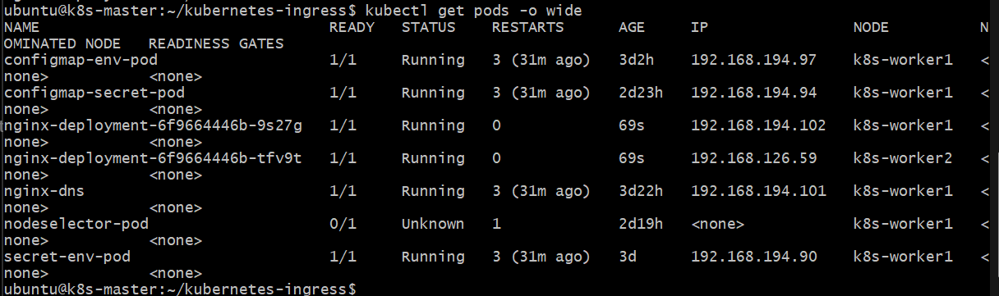 ubuntu@k8s-master:~/kubernetes-ingress$ kubectl get pods -o wide
NAME                                READY   STATUS    RESTARTS      AGE     IP                NODE          N
OMINATED NODE   READINESS GATES
configmap-env-pod                   1/1     Running   3 (31m ago)   3d2h    192.168.194.97    k8s-worker1   <
none>           <none>
configmap-secret-pod                1/1     Running   3 (31m ago)   2d23h   192.168.194.94    k8s-worker1   <
none>           <none>
nginx-deployment-6f9664446b-9s27g   1/1     Running   0             69s     192.168.194.102   k8s-worker1   <
none>           <none>
nginx-deployment-6f9664446b-tfv9t   1/1     Running   0             69s     192.168.126.59    k8s-worker2   <
none>           <none>
nginx-dns                           1/1     Running   3 (31m ago)   3d22h   192.168.194.101   k8s-worker1   <
none>           <none>
nodeselector-pod                    0/1     Unknown   1             2d19h   <none>            k8s-worker1   <
none>           <none>
secret-env-pod                      1/1     Running   3 (31m ago)   3d      192.168.194.90    k8s-worker1   <
none>           <none>
ubuntu@k8s-master:~/kubernetes-ingress$